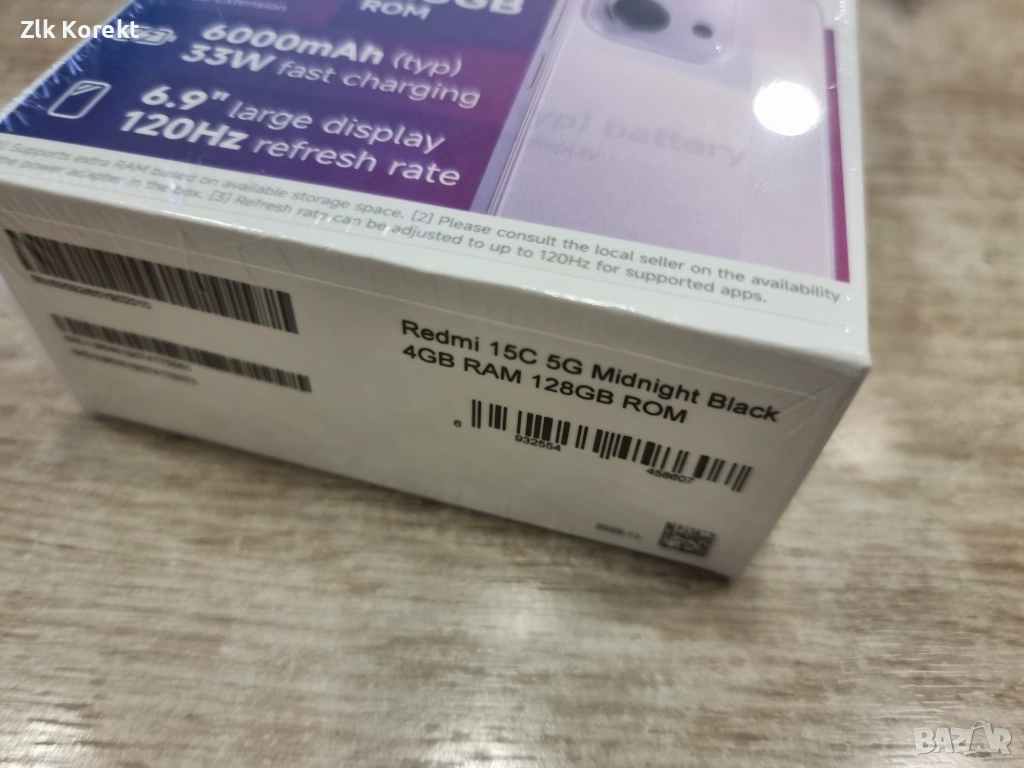 Zlk Korekt
ROM
6000mAh (typ)
33W fast charging
6.9" large display
120Hz refresh rate
Supports extra RAM based on available storage space. [2] Please consult the local seller on the availability
the power adapter in the box. [3] Refresh rate can be adjusted to up to 120Hz for supported apps.
Redmi 15C 5G Midnight Black
4GB RAM 128GB ROM
6 932554 458607
BAZAR